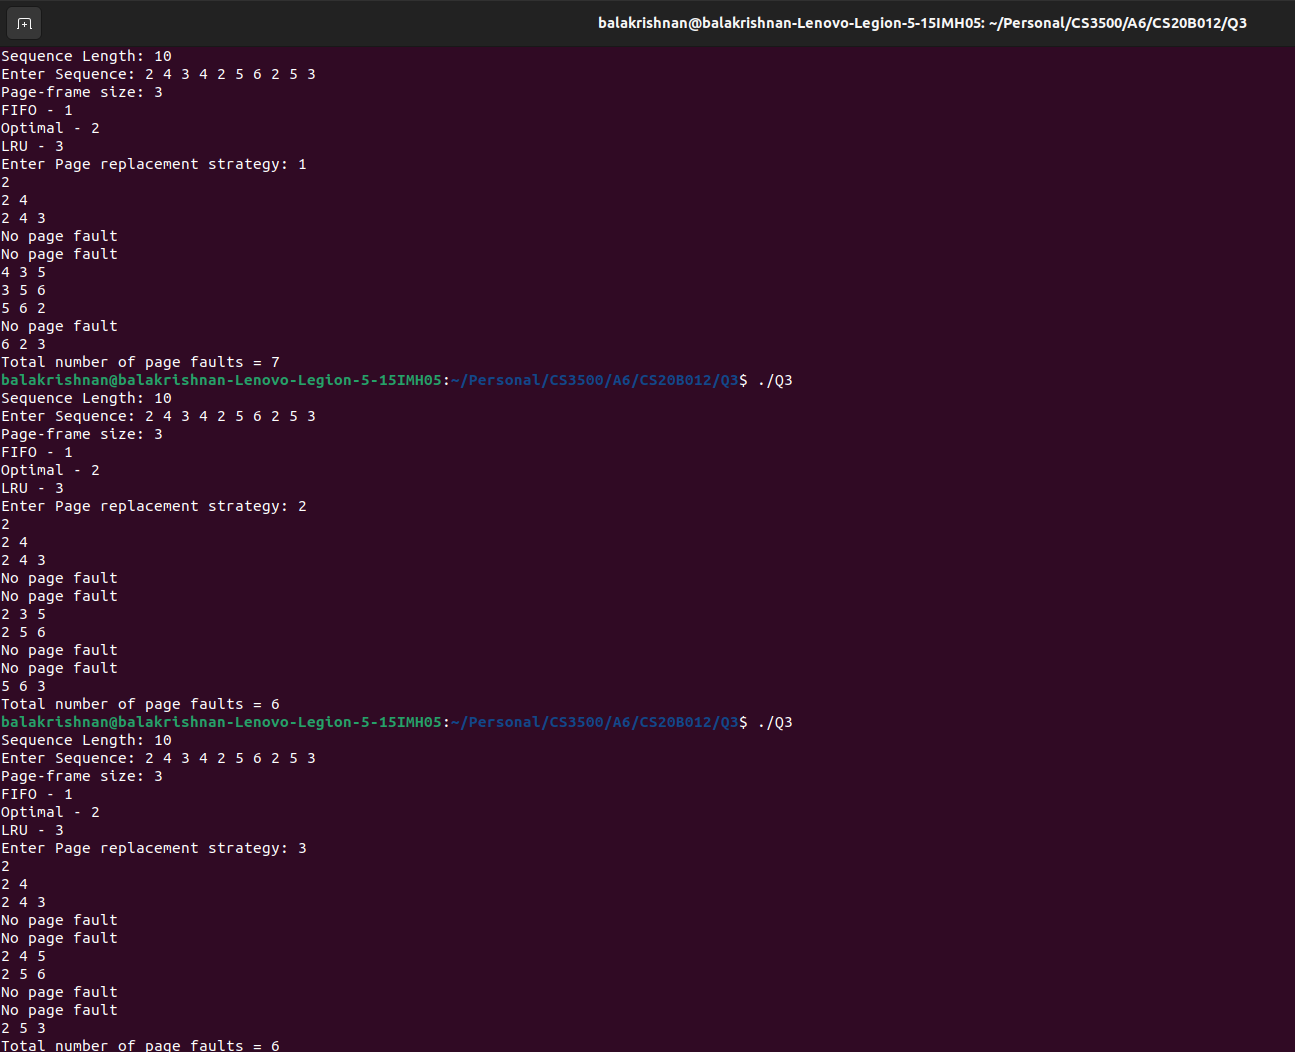 balakrishnan@balakrishnan-Lenovo-Legion-5-15IMH05: ~/Personal/CS3500/A6/CS20B012/Q3
Sequence Length: 10
Enter Sequence: 2 4 3 4 2 5 6 2 5 3
Page-frame size: 3
FIFO - 1
Optimal - 2
LRU - 3
Enter Page replacement strategy: 1
2
2 4
2 4 3
No page fault
No page fault
4 3 5
3 5 6
5 6 2
No page fault
6 2 3
Total number of page faults = 7
balakrishnan@balakrishnan-Lenovo-Legion-5-15IMH05:~/Personal/CS3500/A6/CS20B012/Q3$ ./Q3
Sequence Length: 10
Enter Sequence: 2 4 3 4 2 5 6 2 5 3
Page-frame size: 3
FIFO - 1
Optimal - 2
LRU - 3
Enter Page replacement strategy: 2
2
2 4
2 4 3
No page fault
No page fault
2 3 5
2 5 6
No page fault
No page fault
5 6 3
Total number of page faults = 6
balakrishnan@balakrishnan-Lenovo-Legion-5-15IMH05:~/Personal/CS3500/A6/CS20B012/Q3$ ./Q3
Sequence Length: 10
Enter Sequence: 2 4 3 4 2 5 6 2 5 3
Page-frame size: 3
FIFO - 1
Optimal - 2
LRU - 3
Enter Page replacement strategy: 3
2
2 4
2 4 3
No page fault
No page fault
2 4 5
2 5 6
No page fault
No page fault
2 5 3
Total number of page faults = 6